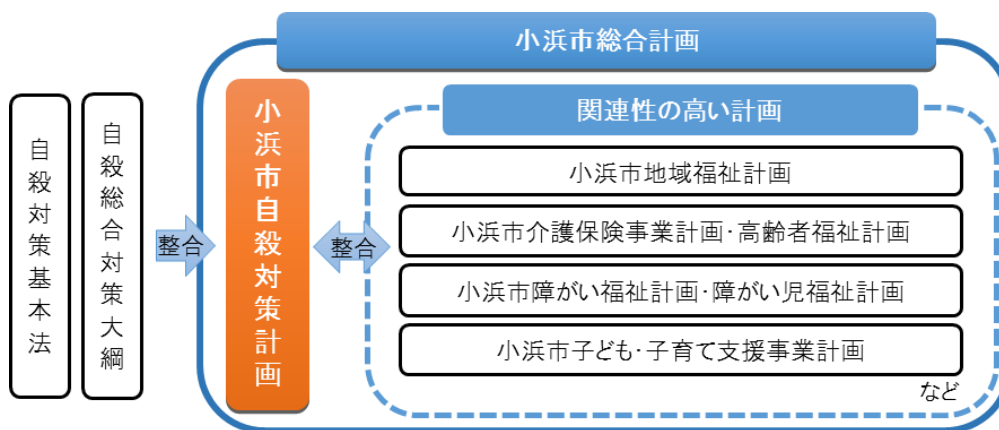 小浜市総合計画
自殺対策基本法
自殺総合対策大綱
整合
小浜市自殺対策計画
整合
関連性の高い計画
小浜市地域福祉計画
小浜市介護保険事業計画・高齢者福祉計画
小浜市障がい福祉計画・障がい児福祉計画
小浜市子ども・子育て支援事業計画
など